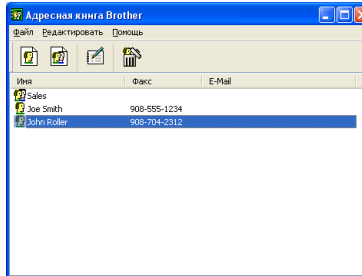 Адресная книга Brother
Файл Редактировать Помощь
Имя Факс E-Mail
Sales
Joe Smith 908-555-1234
John Roller 908-704-2312